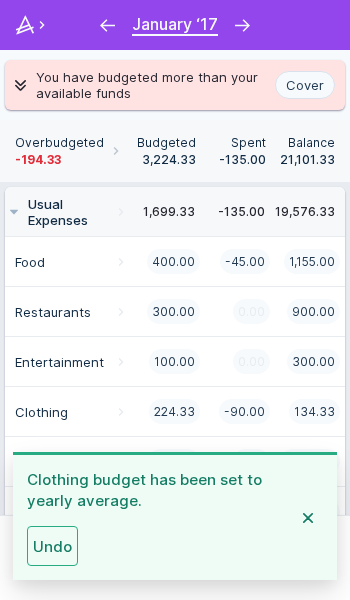 January ‘17
You have budgeted more than your
available funds
Cover
Overbudgeted Budgeted Spent Balance
-194.33 3,224.33 -135.00 21,101.33
Usual
Expenses 1,699.33 -135.00 19,576.33
Food 400.00 -45.00 1,155.00
Restaurants 300.00 0.00 900.00
Entertainment 100.00 0.00 300.00
Clothing 224.33 -90.00 134.33
Clothing budget has been set to
yearly average.
Undo